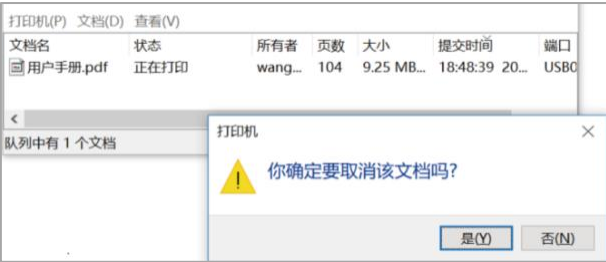 打印机(P) 文档(D) 查看(V)
文档名 状态 所有者 页数 大小 提交时间 端口
用户手册.pdf 正在打印 wang... 104 9.25 MB... 18:48:39 20... USB0
队列中有 1 个文档
打印机
你确定要取消该文档吗?
是(Y) 否(N)